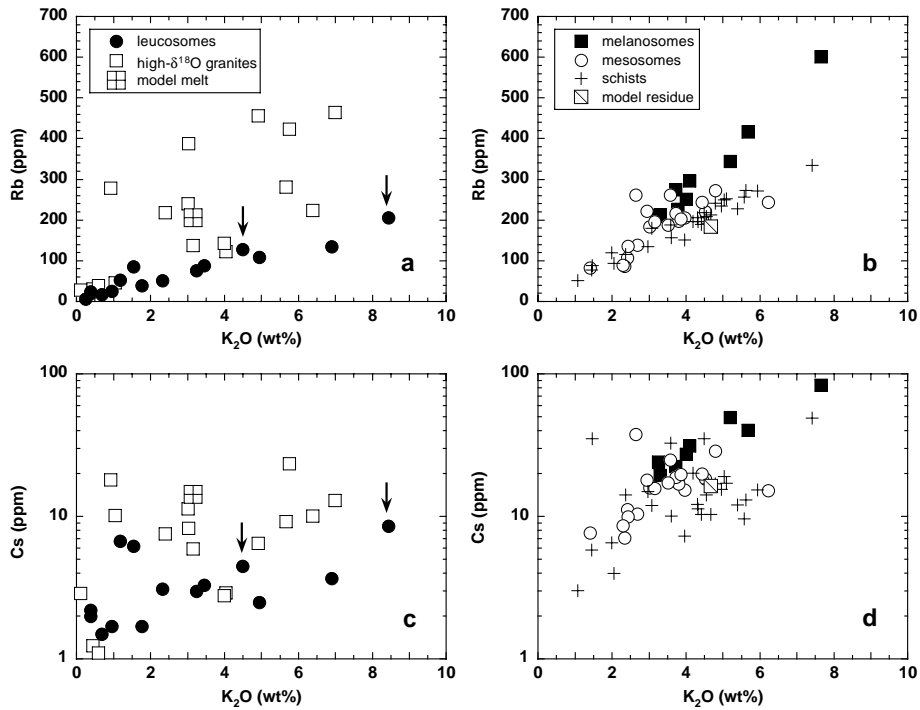 700
600
500
400
300
200
100
0
Rb (ppm)
leucosomes
high-δ¹⁸O granites
model melt
a
0 2 4 6 8 10
K₂O (wt%)
700
600
500
400
300
200
100
0
Rb (ppm)
melanosomes
mesosomes
schists
model residue
b
0 2 4 6 8 10
K₂O (wt%)
100
10
1
Cs (ppm)
c
0 2 4 6 8 10
K₂O (wt%)
100
10
1
Cs (ppm)
d
0 2 4 6 8 10
K₂O (wt%)